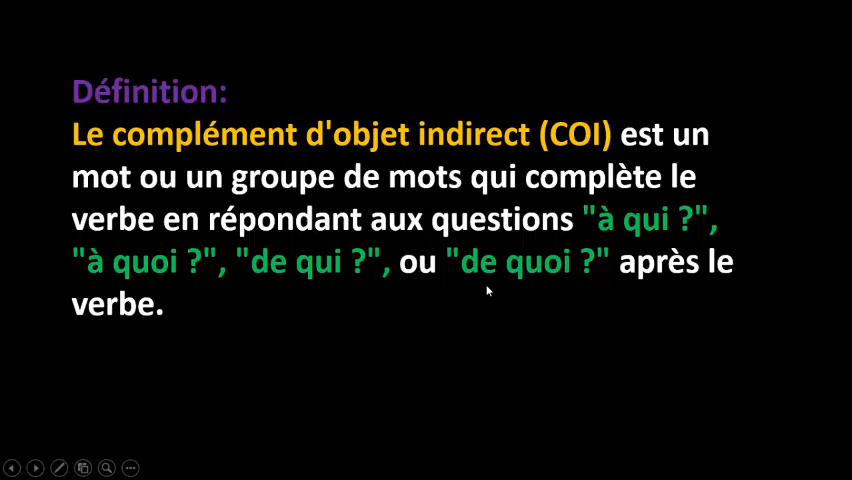 Définition:
Le complément d'objet indirect (COI) est un
mot ou un groupe de mots qui complète le
verbe en répondant aux questions "à qui ?",
"à quoi ?", "de qui ?", ou "de quoi ?" après le
verbe.